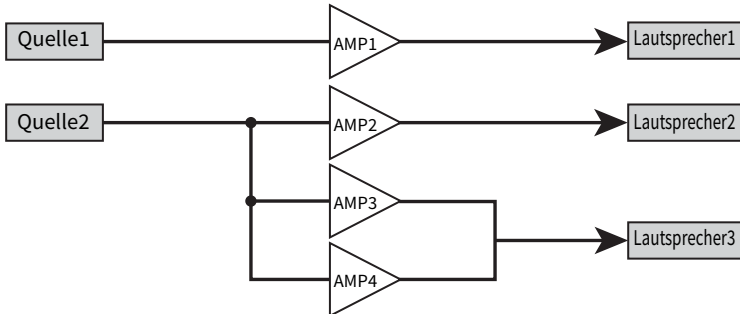 Quelle1
AMP1
Lautsprecher1
Quelle2
AMP2
Lautsprecher2
AMP3
Lautsprecher3
AMP4